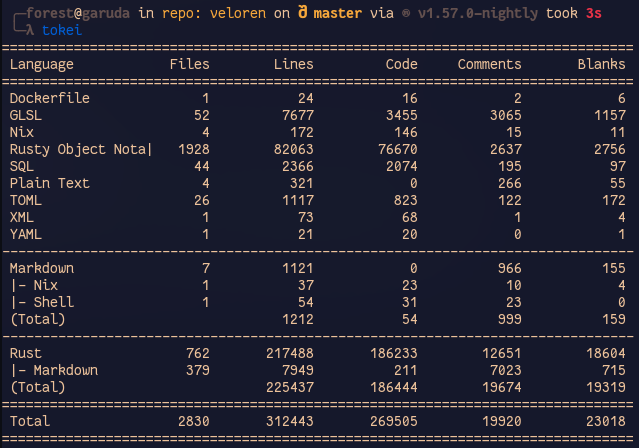 forest@garuda in repo: veloren on master via ® v1.57.0-nightly took 3s
λ tokei
Language Files Lines Code Comments Blanks
Dockerfile 1 24 16 2 6
GLSL 52 7677 3455 3065 1157
Nix 4 172 146 15 11
Rusty Object Nota| 1928 82063 76670 2637 2756
SQL 44 2366 2074 195 97
Plain Text 4 321 0 266 55
TOML 26 1117 823 122 172
XML 1 73 68 1 4
YAML 1 21 20 0 1
Markdown 7 1121 0 966 155
|- Nix 1 37 23 10 4
|- Shell 1 54 31 23 0
(Total) 1212 54 999 159
Rust 762 217488 186233 12651 18604
|- Markdown 379 7949 211 7023 715
(Total) 225437 186444 19674 19319
Total 2830 312443 269505 19920 23018